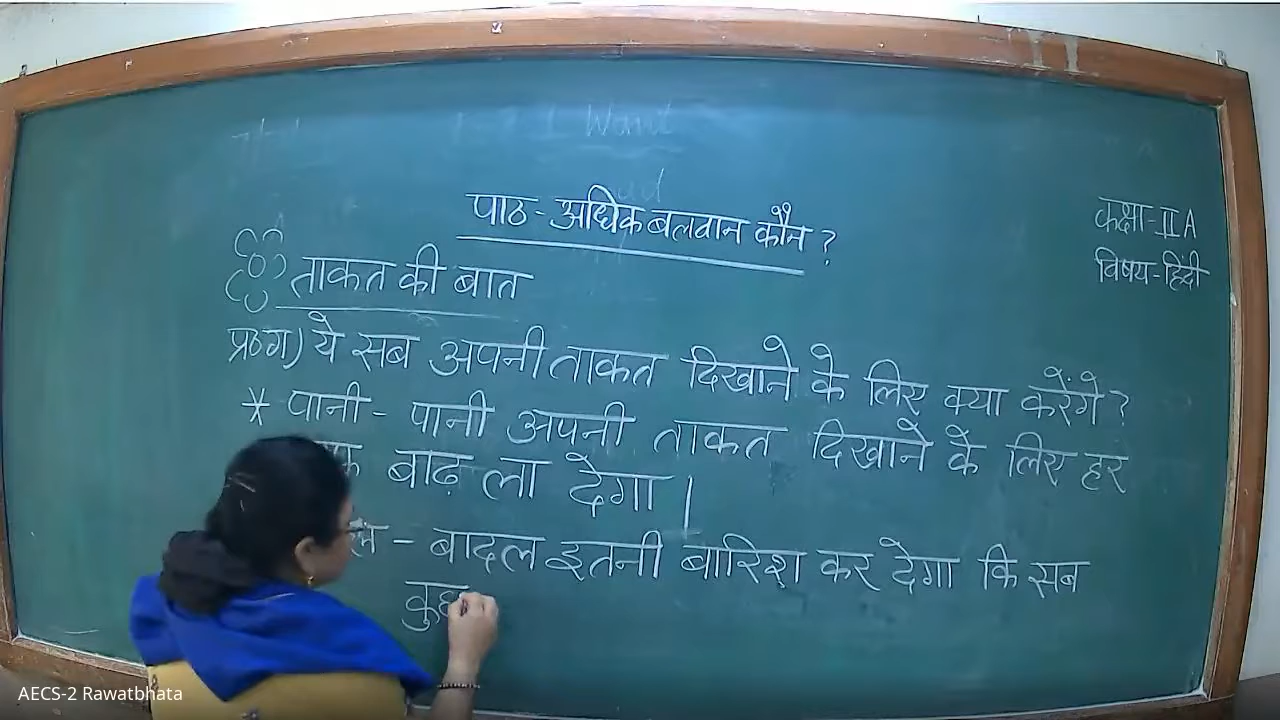 पाठ-अधिक बलवान कौन ?
कक्षा-II A
विषय-हिंदी
ताकत की बात
प्र०ग) ये सब अपनी ताकत दिखाने के लिए क्या करेंगे ?
* पानी - पानी अपनी ताकत दिखाने के लिए हर
बाढ़ ला देगा |
- बादल इतनी बारिश कर देगा कि सब
AECS-2 Rawatbhata